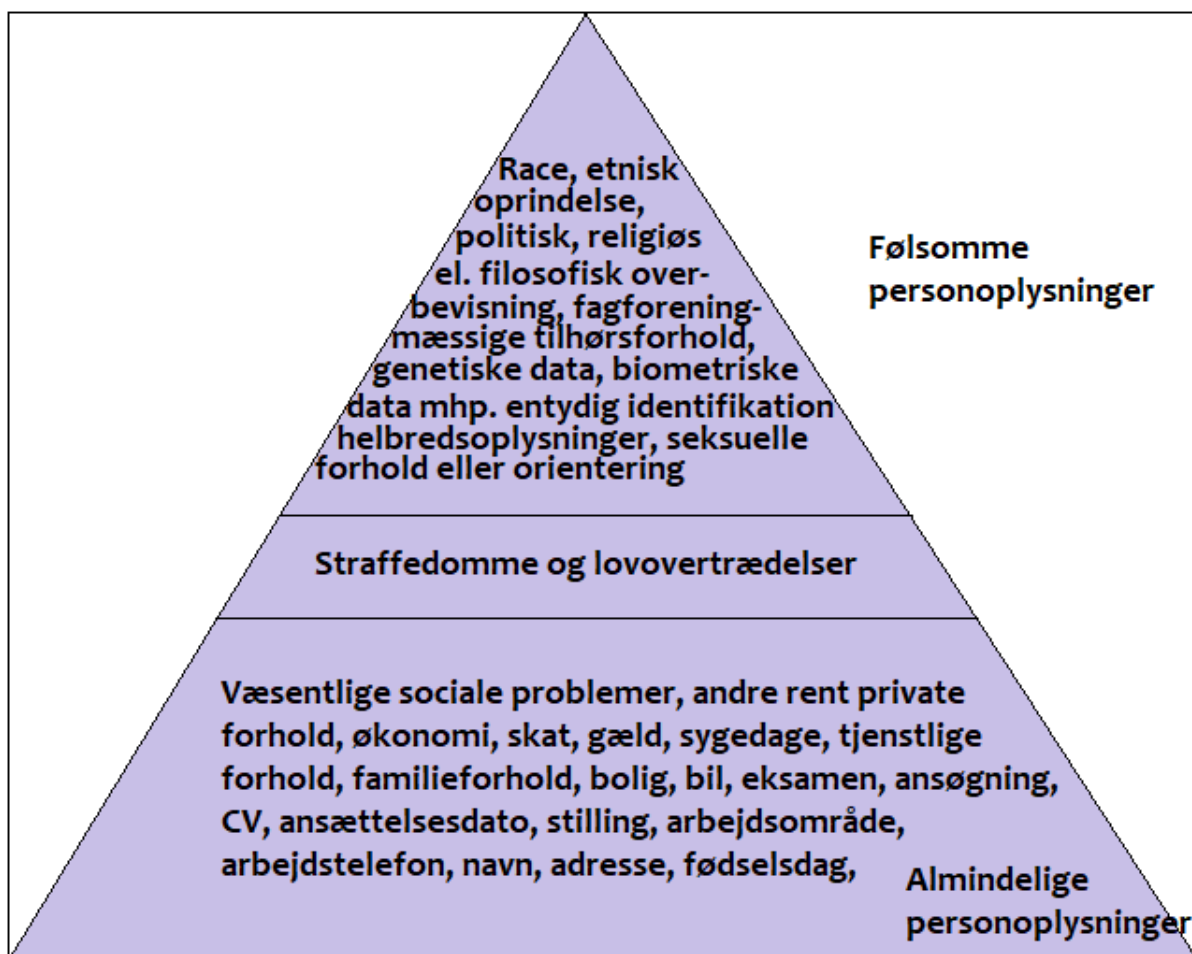 Race, etnisk
oprindelse,
politisk, religiøs
el. filosofisk over-
bevisning, fagforening-
mæssige tilhørsforhold,
genetiske data, biometriske
data mhp. entydig identifikation
helbredsoplysninger, seksuelle
forhold eller orientering
Følsomme
personoplysninger
Straffedomme og lovovertrædelser
Væsentlige sociale problemer, andre rent private
forhold, økonomi, skat, gæld, sygedage, tjenstlige
forhold, familieforhold, bolig, bil, eksamen, ansøgning,
CV, ansættelsesdato, stilling, arbejdsområde,
arbejdstelefon, navn, adresse, fødselsdag,
Almindelige
personoplysninger